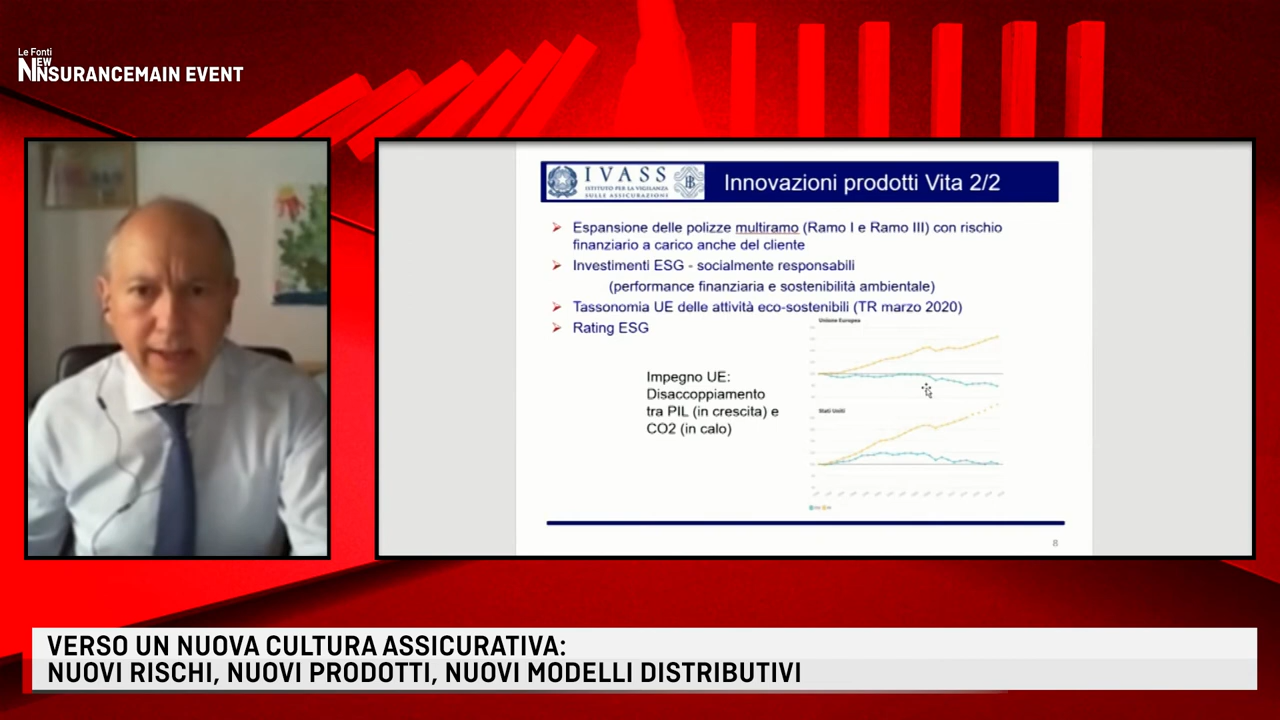 Le Fonti
NEW
INSURANCEMAIN EVENT
IVASS
ISTITUTO PER LA VIGILANZA
SULLE ASSICURAZIONI
Innovazioni prodotti Vita 2/2
Espansione delle polizze multiramo (Ramo I e Ramo III) con rischio
finanziario a carico anche del cliente
Investimenti ESG - socialmente responsabili
(performance finanziaria e sostenibilità ambientale)
Tassonomia UE delle attività eco-sostenibili (TR marzo 2020)
Rating ESG
Unione Europea
Impegno UE:
Disaccoppiamento
tra PIL (in crescita) e
CO2 (in calo)
Stati Uniti
8
VERSO UN NUOVA CULTURA ASSICURATIVA:
NUOVI RISCHI, NUOVI PRODOTTI, NUOVI MODELLI DISTRIBUTIVI